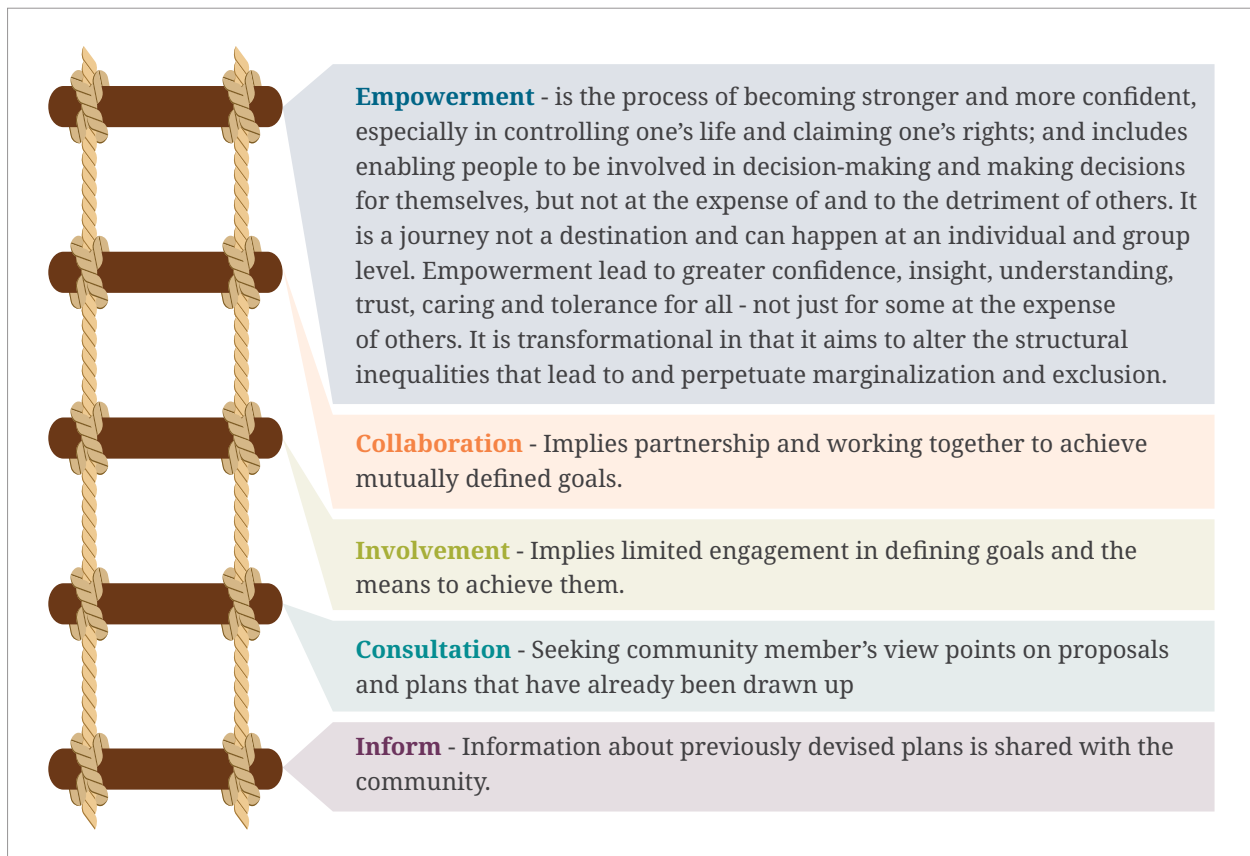 Empowerment - is the process of becoming stronger and more confident,
especially in controlling one’s life and claiming one’s rights; and includes
enabling people to be involved in decision-making and making decisions
for themselves, but not at the expense of and to the detriment of others. It
is a journey not a destination and can happen at an individual and group
level. Empowerment lead to greater confidence, insight, understanding,
trust, caring and tolerance for all - not just for some at the expense
of others. It is transformational in that it aims to alter the structural
inequalities that lead to and perpetuate marginalization and exclusion.
Collaboration - Implies partnership and working together to achieve
mutually defined goals.
Involvement - Implies limited engagement in defining goals and the
means to achieve them.
Consultation - Seeking community member’s view points on proposals
and plans that have already been drawn up
Inform - Information about previously devised plans is shared with the
community.